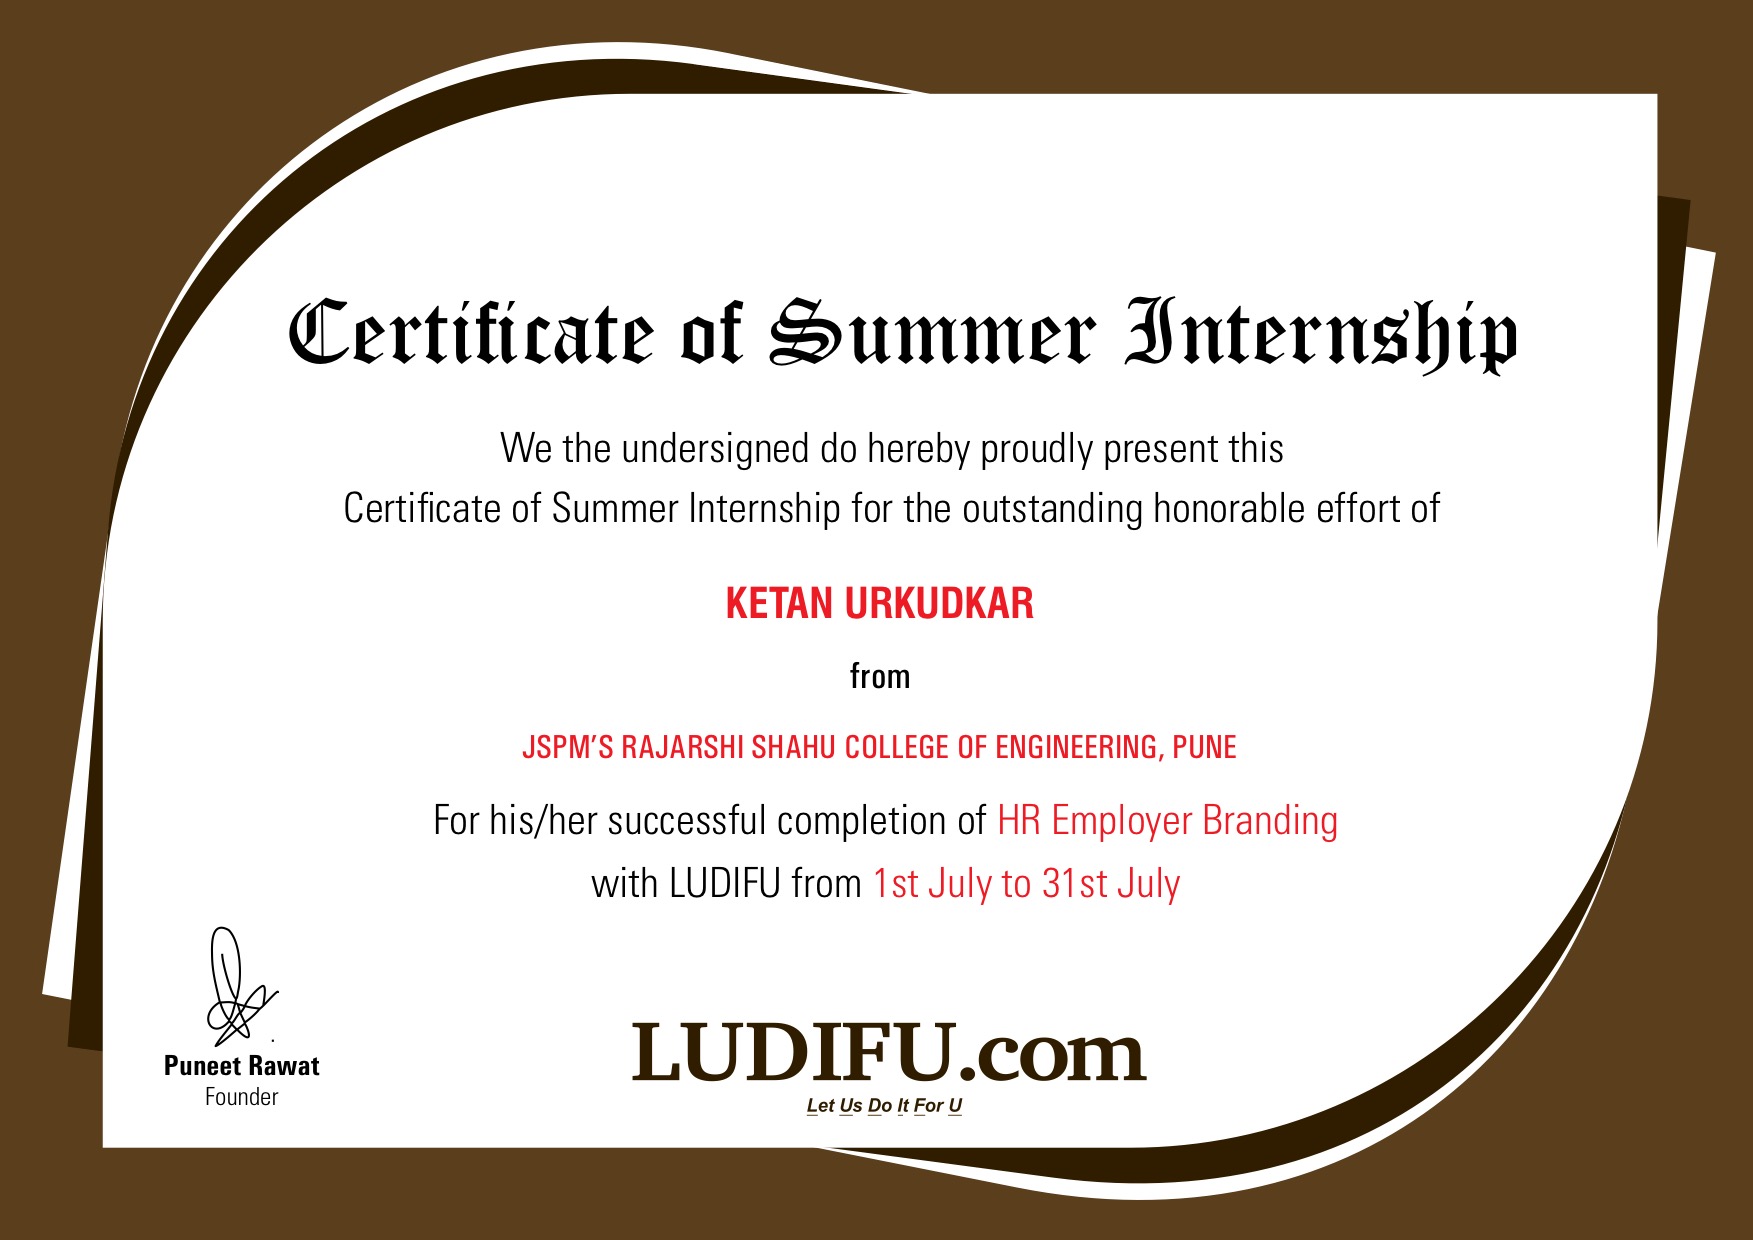 Certificate of Summer Internship
We the undersigned do hereby proudly present this
Certificate of Summer Internship for the outstanding honorable effort of
KETAN URKUDKAR
from
JSPM’S RAJARSHI SHAHU COLLEGE OF ENGINEERING, PUNE
For his/her successful completion of HR Employer Branding
with LUDIFU from 1st July to 31st July
Puneet Rawat
Founder
LUDIFU.com
Let Us Do It For U